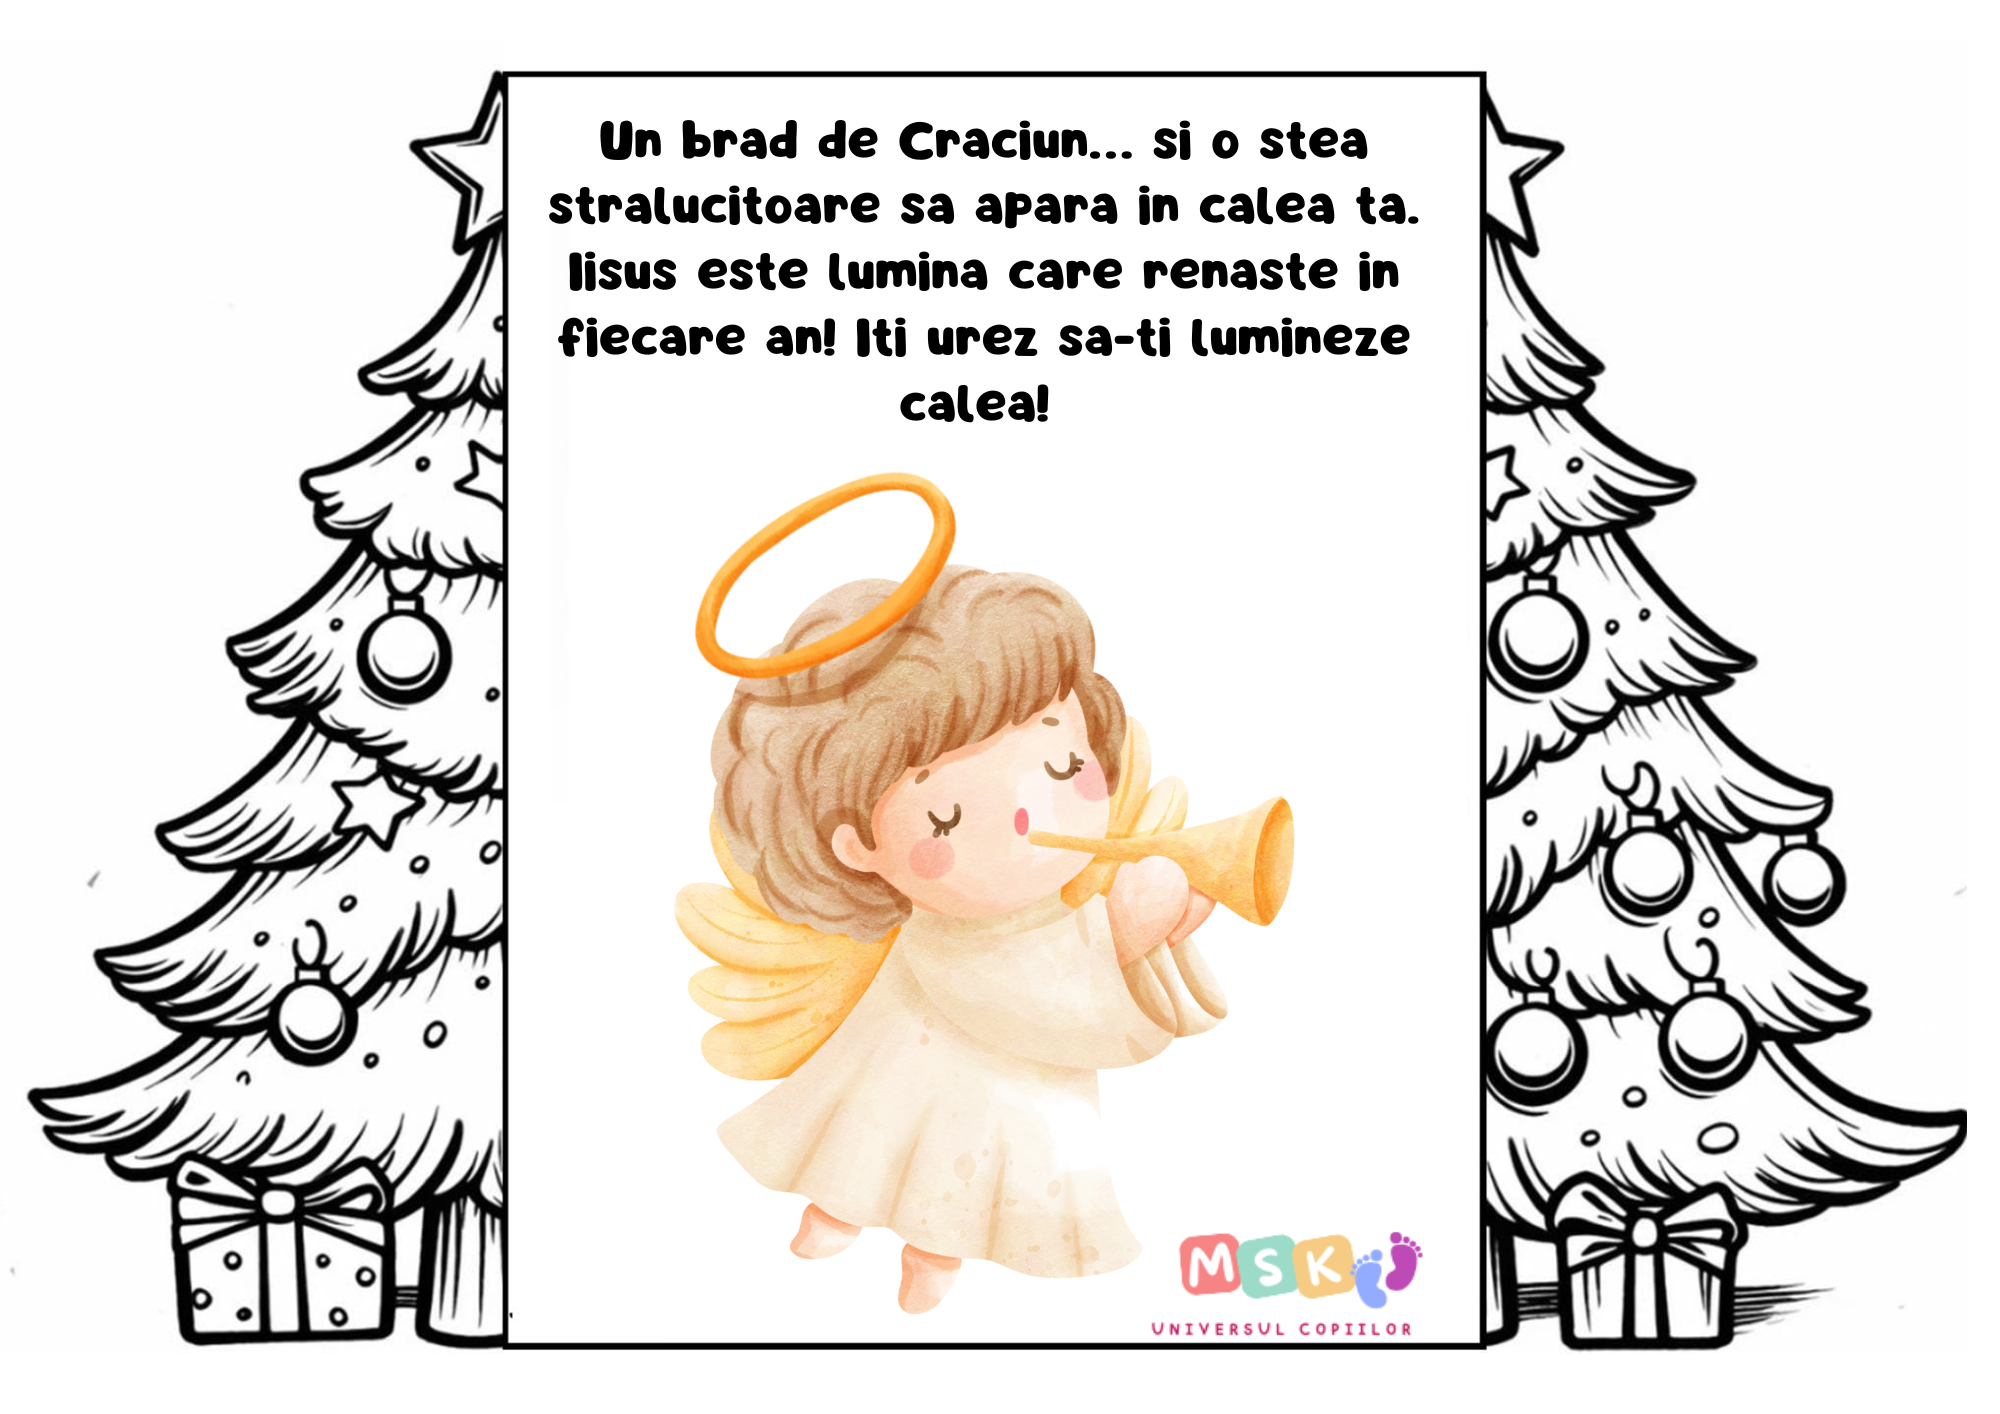 Un brad de Craciun... si o stea
stralucitoare sa apara in calea ta.
Iisus este lumina care renaste in
fiecare an! Iti urez sa-ti lumineze
calea!
MSK
UNIVERSUL COPIILOR